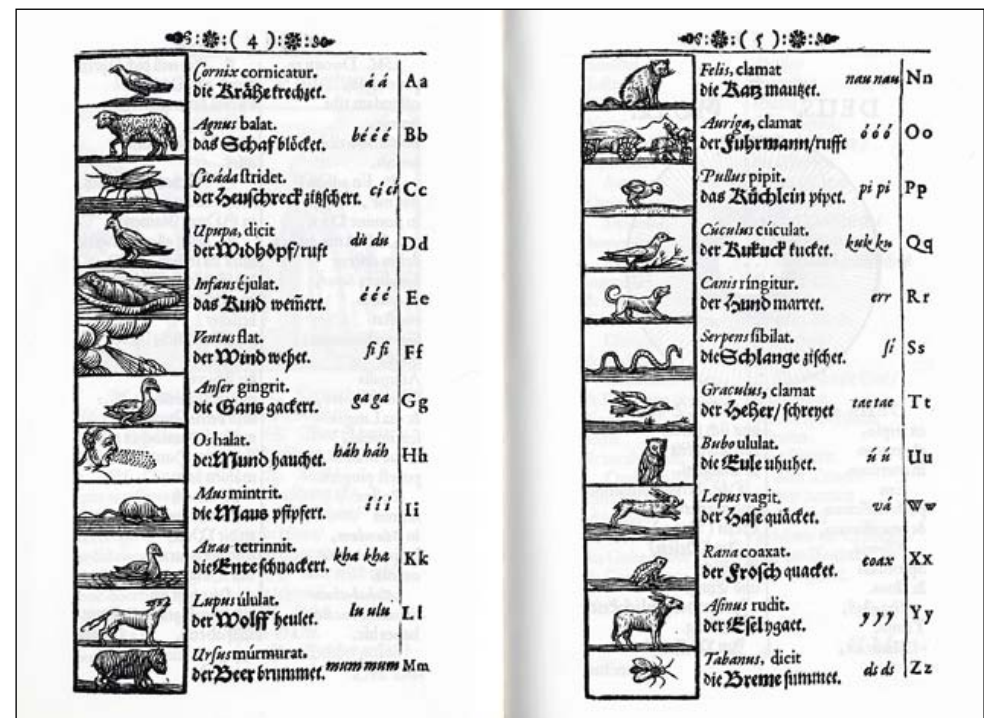 ( 4 )
Cornix cornicatur. á á Aa
die Krähe krechzet.
Agnus balat. bé é é Bb
das Schaf blöcket.
Cicáda stridet. ci ci Cc
der Heuschreck zitzschert.
Upupa, dicit du du Dd
der Widhöpf/ruft
Infans éjulat. é é é Ee
das Kind wem̃ert.
Ventus flat. fi fi Ff
der Wind wehet.
Anser gingrit. ga ga Gg
die Gans gackert.
Os halat. háh háh Hh
der Mund hauchet.
Mus mintrit. í í í Ii
die Maus pfipfert.
Anas tetrinnit. kha kha Kk
die Ente schnackert.
Lupus úlulat. lu ulu Ll
der Wolff heulet.
Ursus múrmurat. mum mum Mm
der Beer brummet.
( 5 )
Felis, clamat nau nau Nn
die Katz mautzet.
Auríga, clamat ó ó ó Oo
der Fuhrmann/rufft
Pullus pipit. pi pi Pp
das Küchlein pipet.
Cúculus cúculat. kuk ku Qq
der Kukuck kucket.
Canis ríngitur. err Rr
der Hund marret.
Serpens sibilat. si Ss
die Schlange zischet.
Graculus, clamat tae tae Tt
der Heher/schreyet
Bubo ululat. ú ú Uu
die Eule uhuhet.
Lepus vagit. vá Ww
der Hase quäcket.
Rana coaxat. coax Xx
der Frosch quacket.
Asinus rudit. y y y Yy
der Esel ygaet.
Tabanus, dicit ds ds Zz
die Breme summet.